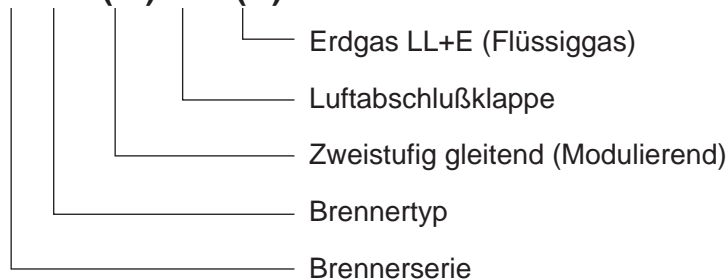 Erdgas LL+E (Flüssiggas)
Luftabschlußklappe
Zweistufig gleitend (Modulierend)
Brennertyp
Brennerserie